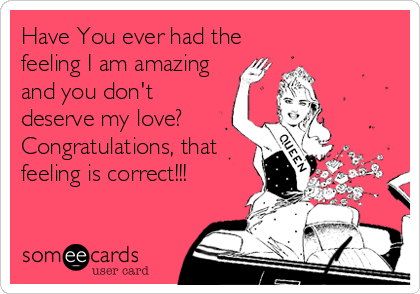 Have You ever had the
feeling I am amazing
and you don't
deserve my love?
Congratulations, that
feeling is correct!!!
QUEEN
someecards
user card